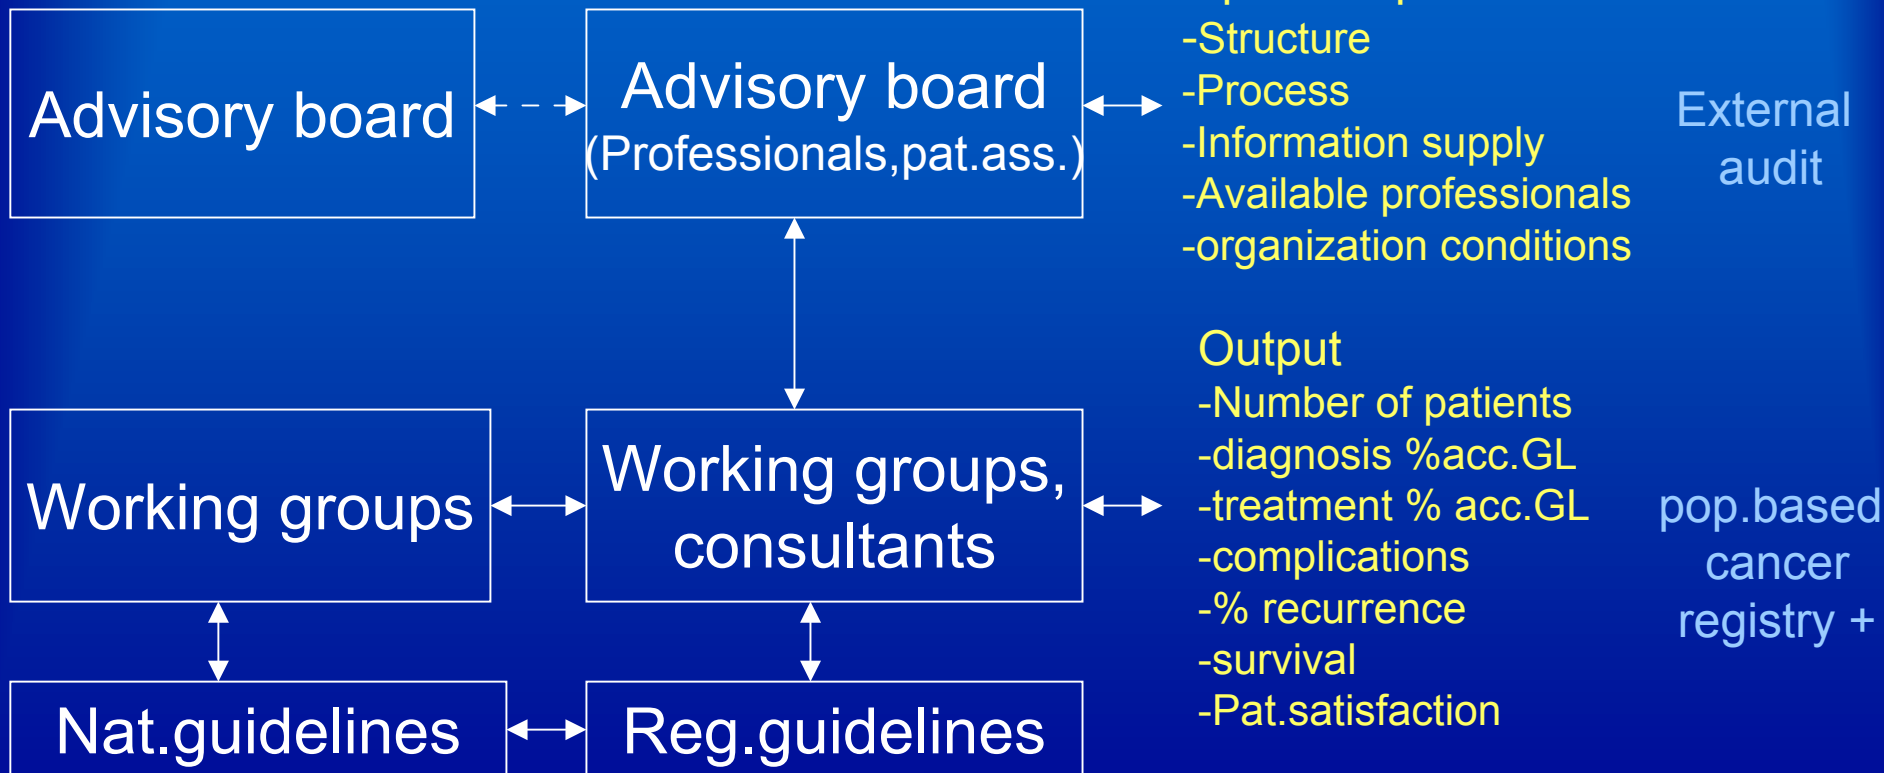 Advisory board
Advisory board
(Professionals,pat.ass.)
-Structure
-Process
-Information supply
-Available professionals
-organization conditions
External
audit
Working groups
Working groups,
consultants
Output
-Number of patients
-diagnosis %acc.GL
-treatment % acc.GL
-complications
-% recurrence
-survival
-Pat.satisfaction
pop.based
cancer
registry +
Nat.guidelines
Reg.guidelines